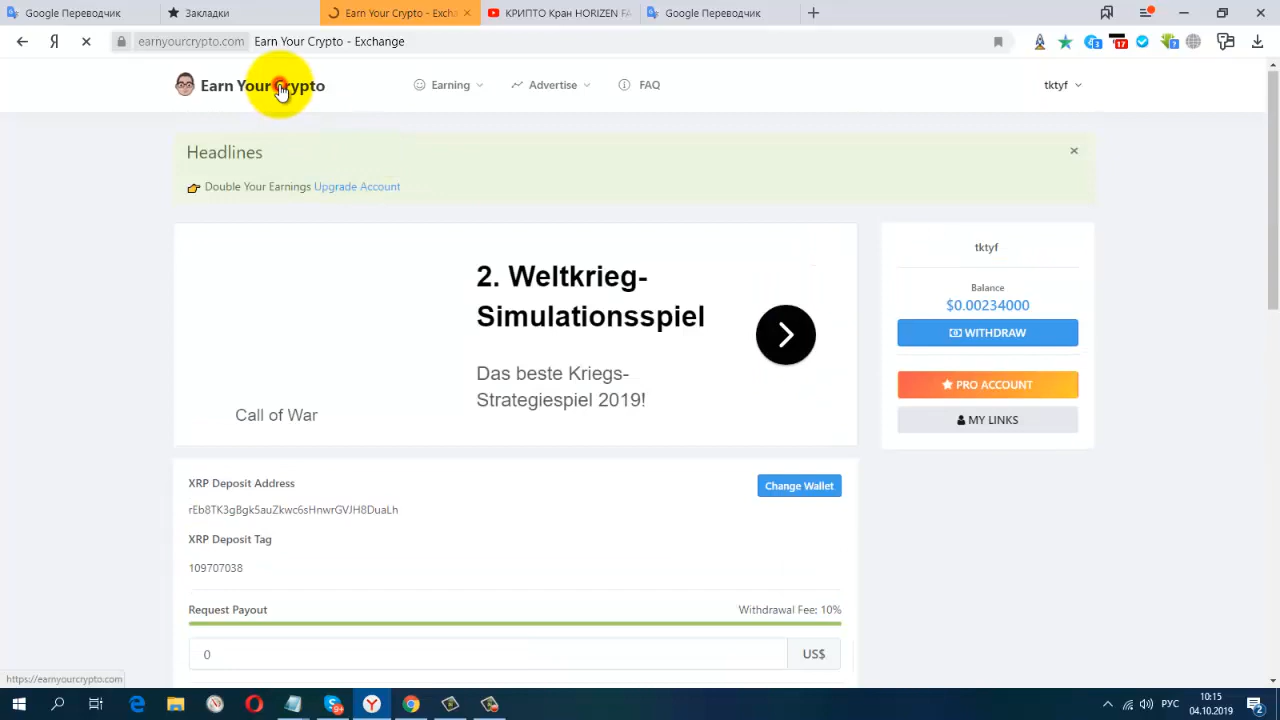 Google Переводчик
Закладки
Earn Your Crypto - Excha
КРИПТО Кран HORIZEN FA
Google Переводчик
earnyourcrypto.com
Earn Your Crypto - Exchange
3
17
?
Earn Your Crypto
Earning
Advertise
FAQ
tktyf
Headlines
Double Your Earnings Upgrade Account
2. Weltkrieg-
Simulationsspiel
Das beste Kriegs-
Strategiespiel 2019!
Call of War
tktyf
Balance
$0.00234000
WITHDRAW
PRO ACCOUNT
MY LINKS
XRP Deposit Address
Change Wallet
rEb8TK3gBgk5auZkwc6sHnwrGVJH8DuaLh
XRP Deposit Tag
109707038
Request Payout
Withdrawal Fee: 10%
0
US$
https://earnyourcrypto.com
РУС
10:15
04.10.2019
2